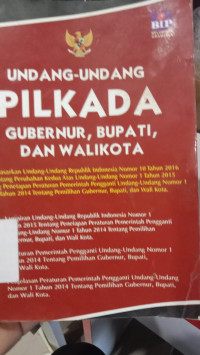 BIP
UNDANG-UNDANG
PILKADA
GUBERNUR, BUPATI,
DAN WALIKOTA
Undang-Undang Republik Indonesia Nomor 10 Tahun 2016
Perubahan Kedua Atas Undang-Undang Nomor 1 Tahun 2015
Penetapan Peraturan Pemerintah Pengganti Undang-Undang Nomor 1
2014 Tentang Pemilihan Gubernur, Bupati, dan Wali Kota.
Undang-Undang Republik Indonesia Nomor 1
2015 Tentang Penetapan Peraturan Pemerintah Pengganti
Nomor 1 Tahun 2014 Tentang Pemilihan
Bupati, dan Wali Kota.
Peraturan Pemerintah Pengganti Undang-Undang Nomor 1
2014 Tentang Pemilihan Gubernur, Bupati,
Wali Kota.
Peraturan Pemerintah Pengganti Undang-Undang
Nomor 1 Tahun 2014 Tentang Pemilihan Gubernur, Bupati,
dan Wali Kota.